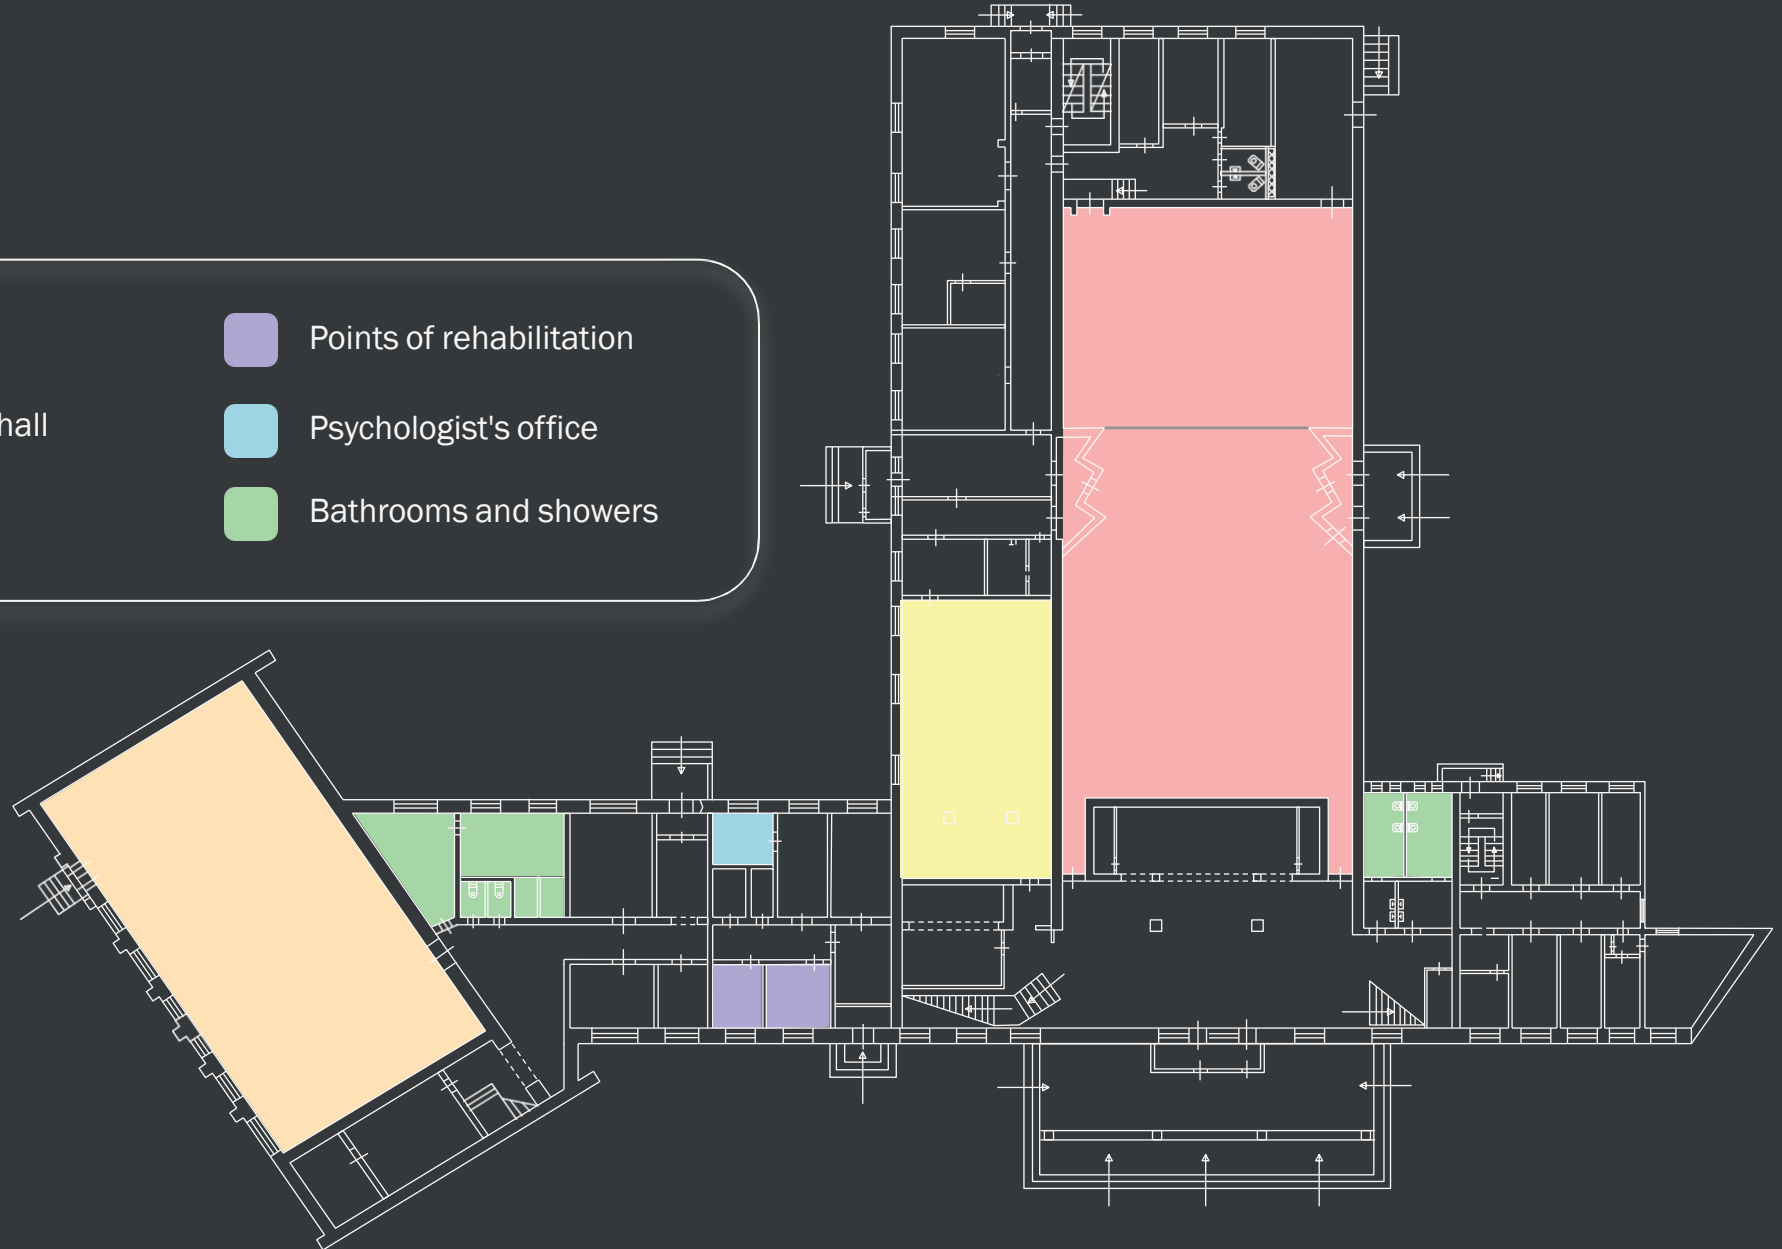 Points of rehabilitation
hall
Psychologist's office
Bathrooms and showers